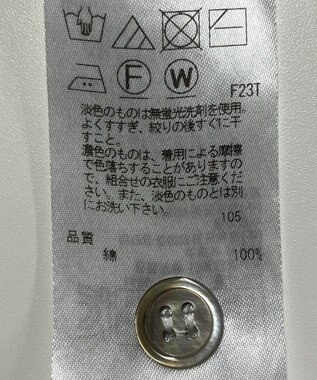 F
W
F23T
淡色のものは無蛍光洗剤を使用。
よくすすぎ、絞りの後すぐに干
すこと。
濃色のものは、着用による摩擦
で色落ちすることがありますの
で、組合せの衣服にご注意くだ
さい。また、淡色のものとは別
にお洗い下さい。
105
品質
綿 100%